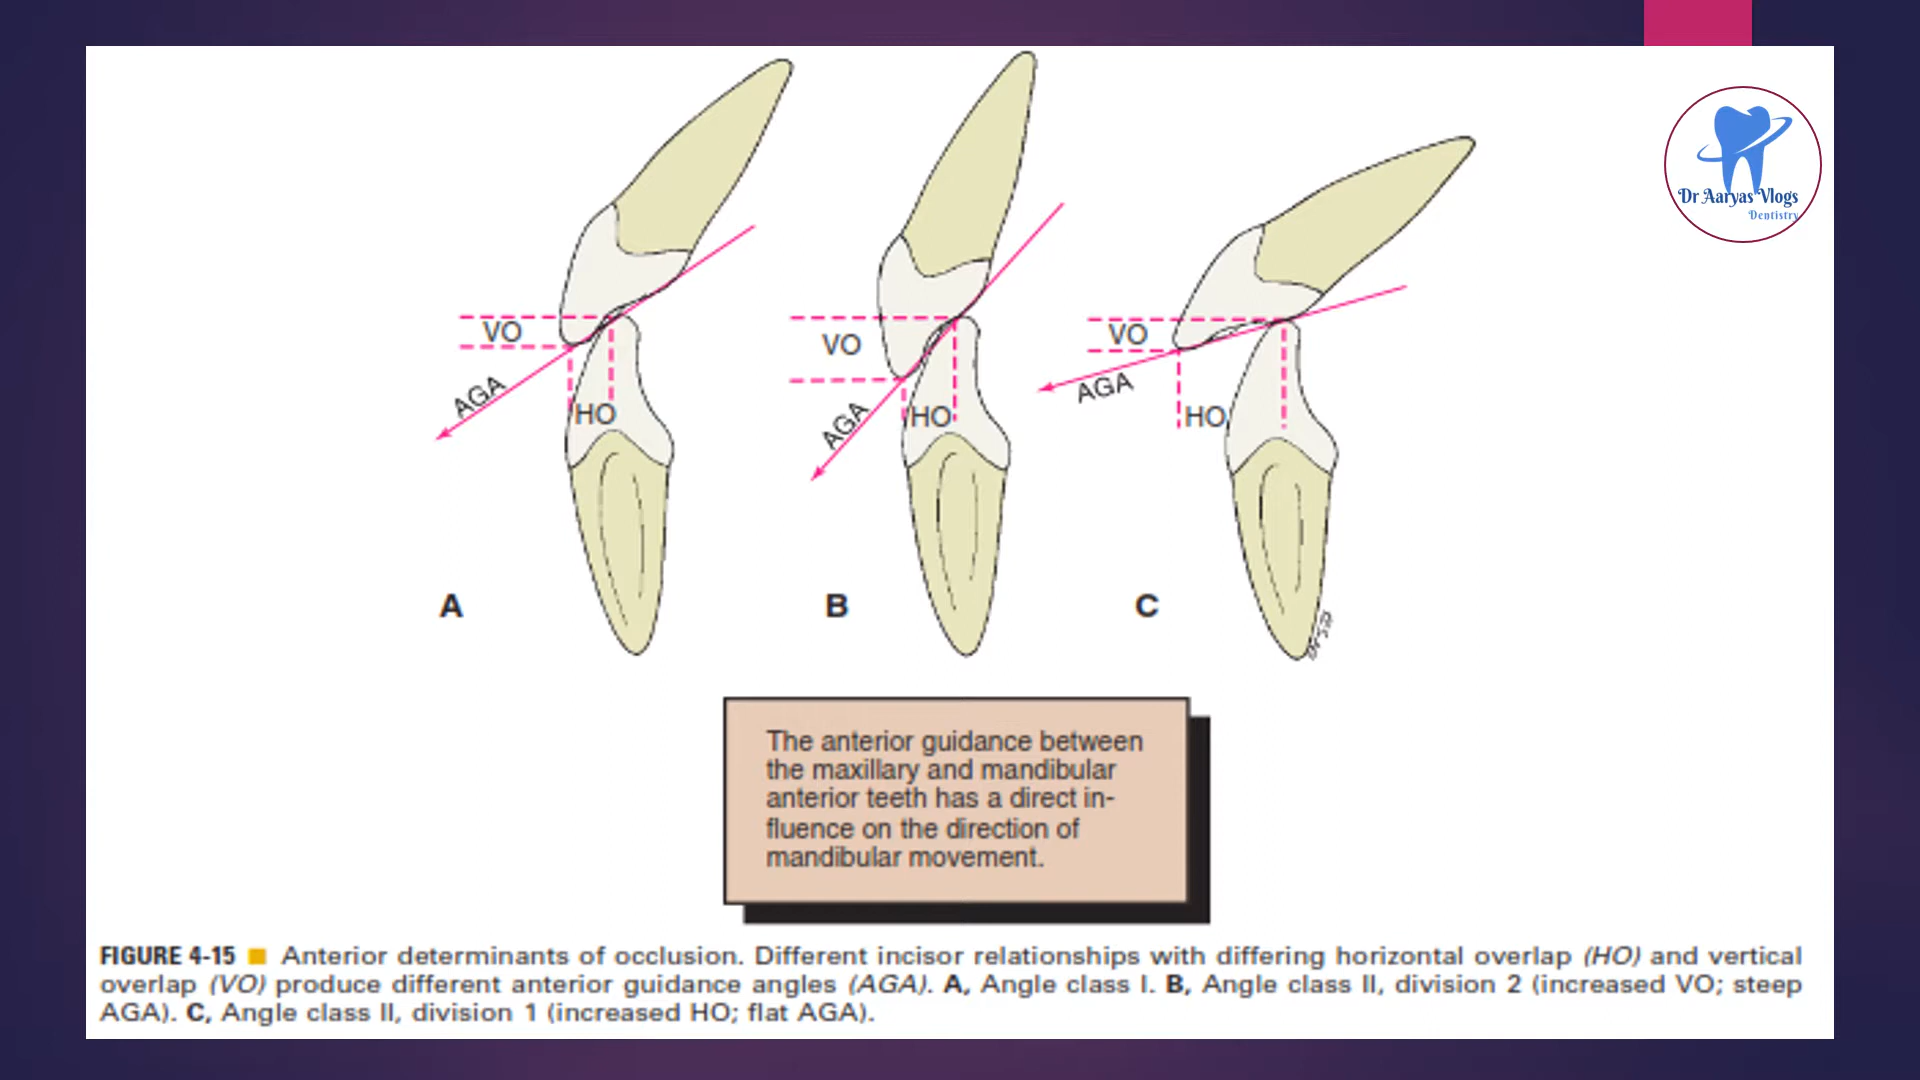 Dr Aaryas Vlogs
Dentistry
VO
AGA
HO
VO
AGA
HO
VO
AGA
HO
A
B
C
The anterior guidance between
the maxillary and mandibular
anterior teeth has a direct in-
fluence on the direction of
mandibular movement.
FIGURE 4-15 ■ Anterior determinants of occlusion. Different incisor relationships with differing horizontal overlap (HO) and vertical
overlap (VO) produce different anterior guidance angles (AGA). A, Angle class I. B, Angle class II, division 2 (increased VO; steep
AGA). C, Angle class II, division 1 (increased HO; flat AGA).